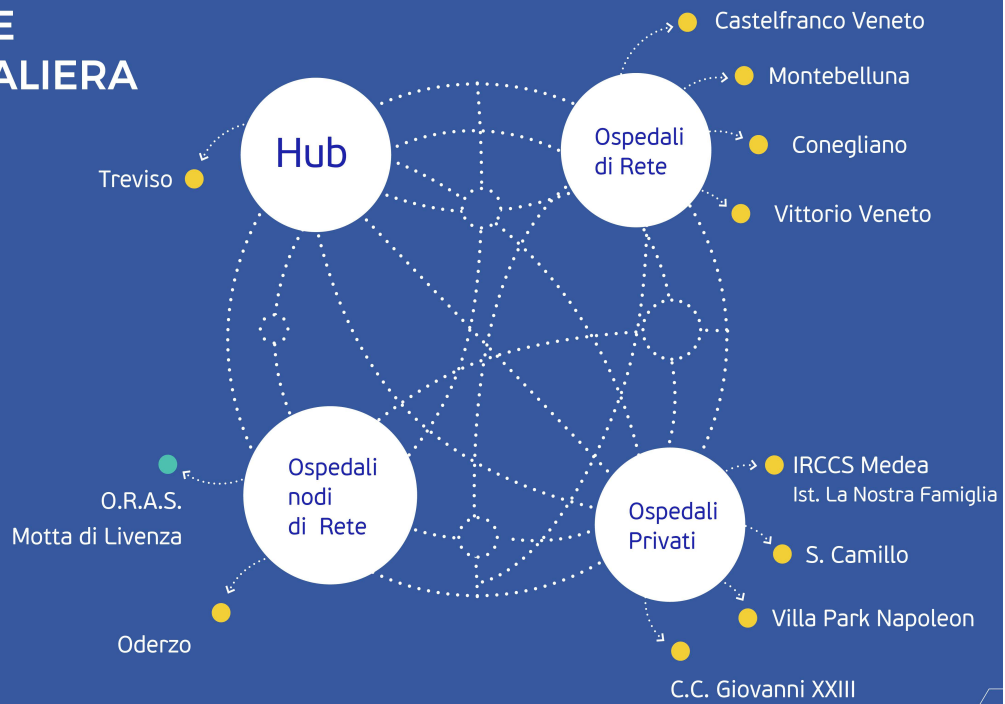 E
ALIERA
Hub
Treviso
Ospedali
di Rete
Castelfranco Veneto
Montebelluna
Conegliano
Vittorio Veneto
Ospedali
nodi
di Rete
O.R.A.S.
Motta di Livenza
Oderzo
Ospedali
Privati
IRCCS Medea
Ist. La Nostra Famiglia
S. Camillo
Villa Park Napoleon
C.C. Giovanni XXIII